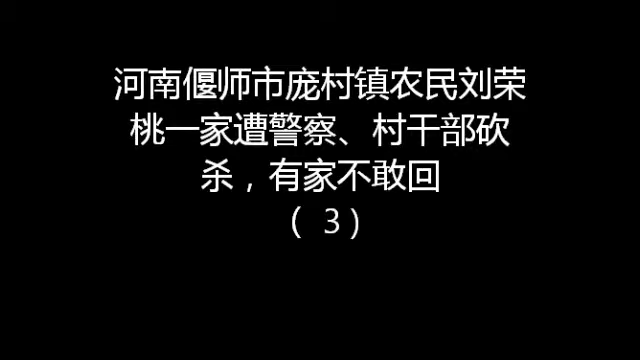 河南偃师市庞村镇农民刘荣
桃一家遭警察、村干部砍
杀，有家不敢回
（ 3）